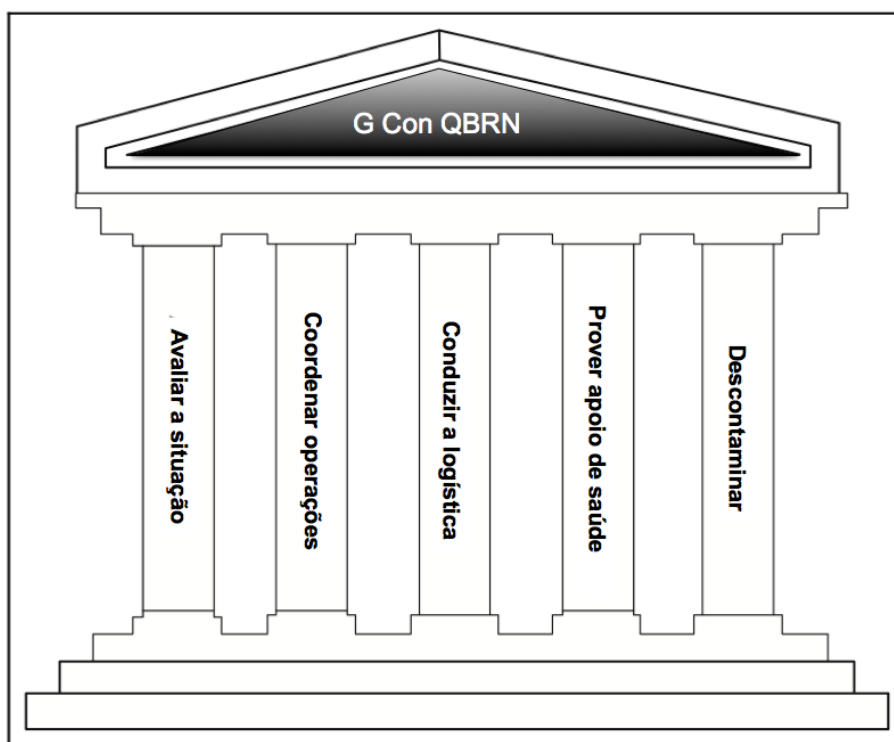 G Con QBRN
Avaliar a situação
Coordenar operações
Conduzir a logística
Prover apoio de saúde
Descontaminar